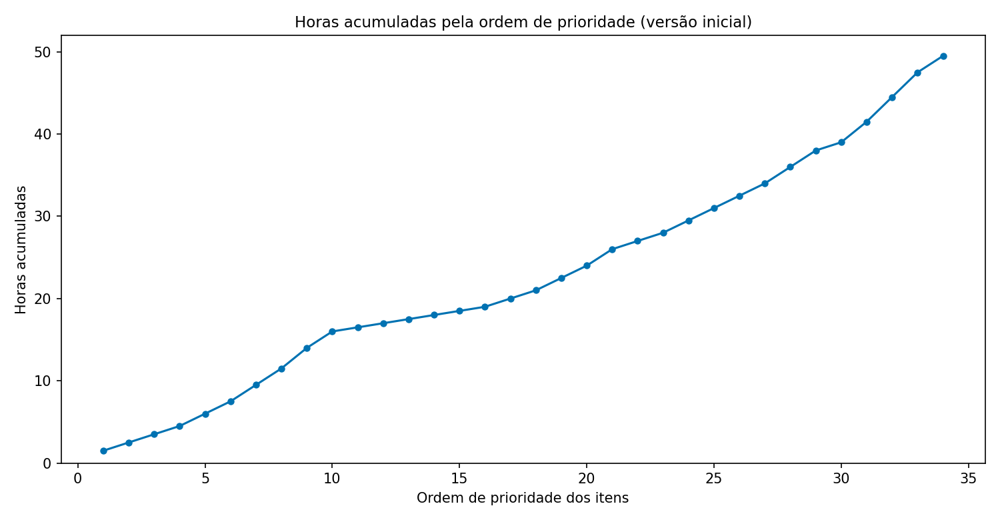 Horas acumuladas pela ordem de prioridade (versão inicial)
Horas acumuladas
50
40
30
20
10
0
0 5 10 15 20 25 30 35
Ordem de prioridade dos itens